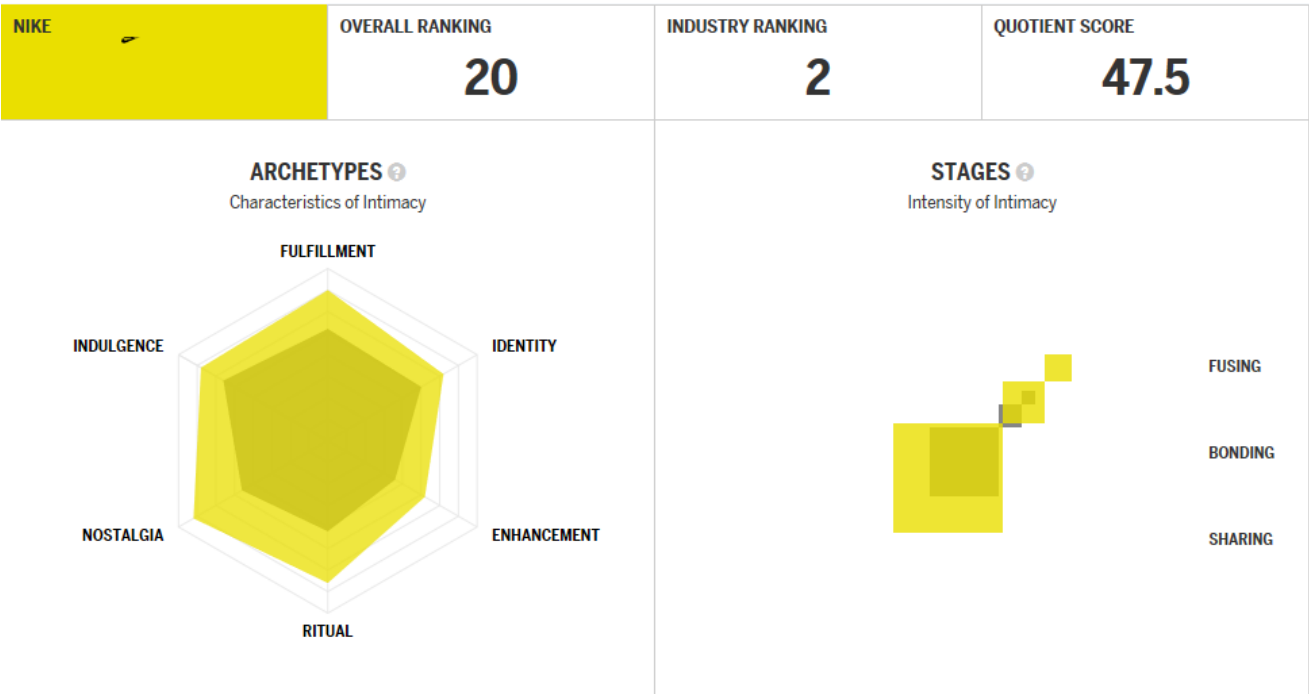 NIKE
OVERALL RANKING
20
INDUSTRY RANKING
2
QUOTIENT SCORE
47.5
ARCHETYPES ?
Characteristics of Intimacy
FULFILLMENT
INDULGENCE
IDENTITY
NOSTALGIA
ENHANCEMENT
RITUAL
STAGES ?
Intensity of Intimacy
FUSING
BONDING
SHARING